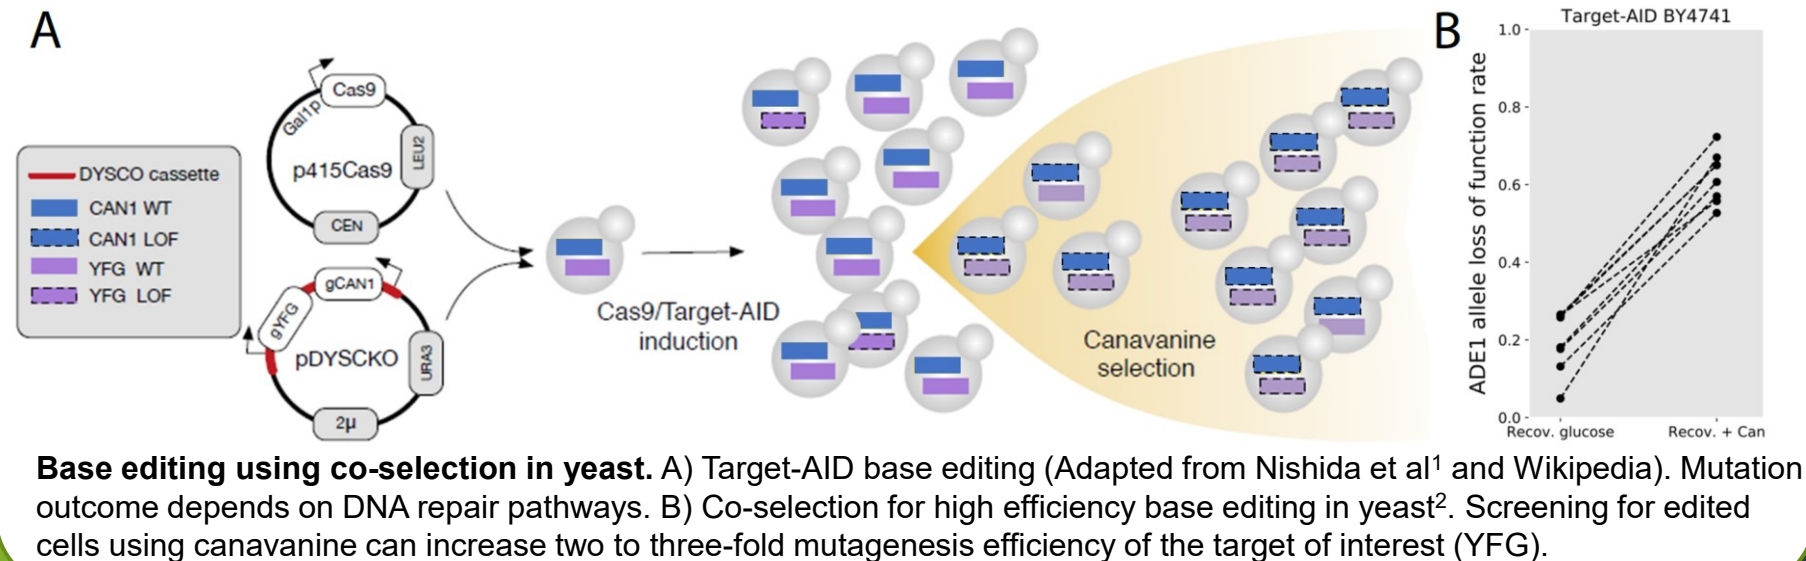 A
Gal1p
Cas9
LEU2
p415Cas9
CEN
DYSCO cassette
CAN1 WT
CAN1 LOF
YFG WT
YFG LOF
gCAN1
gYFG
pDYSCKO
URA3
2µ
Cas9/Target-AID
induction
Canavanine
selection
B
Target-AID BY4741
ADE1 allele loss of function rate
1.0
0.8
0.6
0.4
0.2
0.0
Recov. glucose
Recov. + Can
Base editing using co-selection in yeast. A) Target-AID base editing (Adapted from Nishida et al¹ and Wikipedia). Mutation
outcome depends on DNA repair pathways. B) Co-selection for high efficiency base editing in yeast². Screening for edited
cells using canavanine can increase two to three-fold mutagenesis efficiency of the target of interest (YFG).